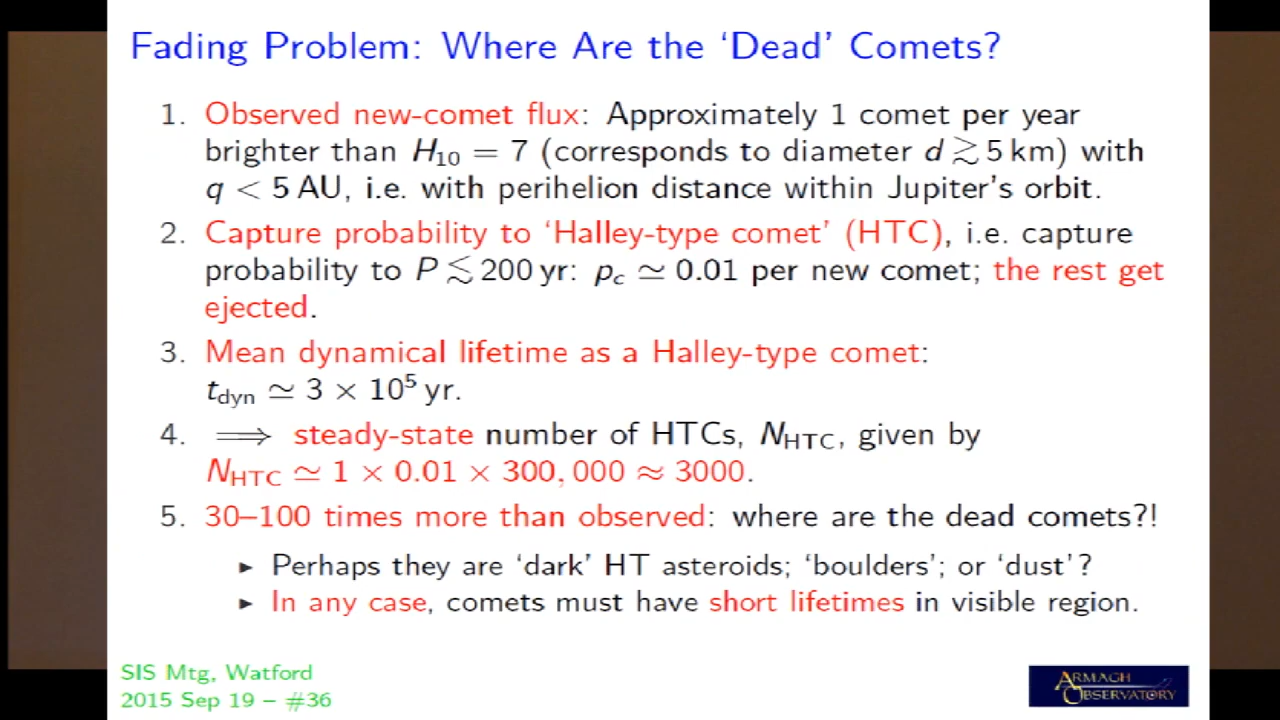 Fading Problem: Where Are the ‘Dead’ Comets?
1. Observed new-comet flux: Approximately 1 comet per year
brighter than H₁₀ = 7 (corresponds to diameter d ≳ 5 km) with
q < 5 AU, i.e. with perihelion distance within Jupiter's orbit.
2. Capture probability to ‘Halley-type comet’ (HTC), i.e. capture
probability to P ≲ 200 yr: p_c ≃ 0.01 per new comet; the rest get
ejected.
3. Mean dynamical lifetime as a Halley-type comet:
t_dyn ≃ 3 × 10⁵ yr.
4. ⟹ steady-state number of HTCs, N_HTC, given by
N_HTC ≃ 1 × 0.01 × 300,000 ≈ 3000.
5. 30–100 times more than observed: where are the dead comets?!
► Perhaps they are ‘dark’ HT asteroids; ‘boulders’; or ‘dust’?
► In any case, comets must have short lifetimes in visible region.
SIS Mtg, Watford
2015 Sep 19 – #36
ARMAGH
OBSERVATORY